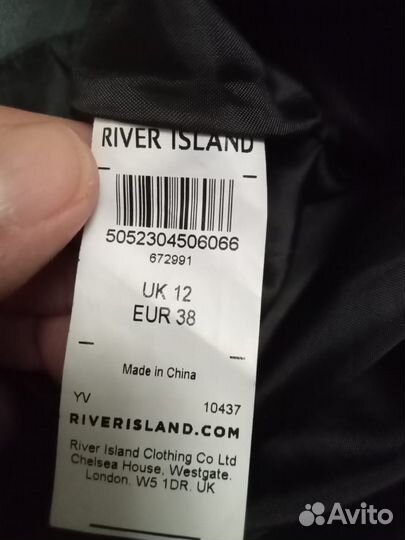 RIVER ISLAND
5052304506066
672991
UK 12
EUR 38
Made in China
YV 10437
RIVERISLAND.COM
River Island Clothing Co Ltd
Chelsea House, Westgate,
London. W5 1DR. UK
Avito